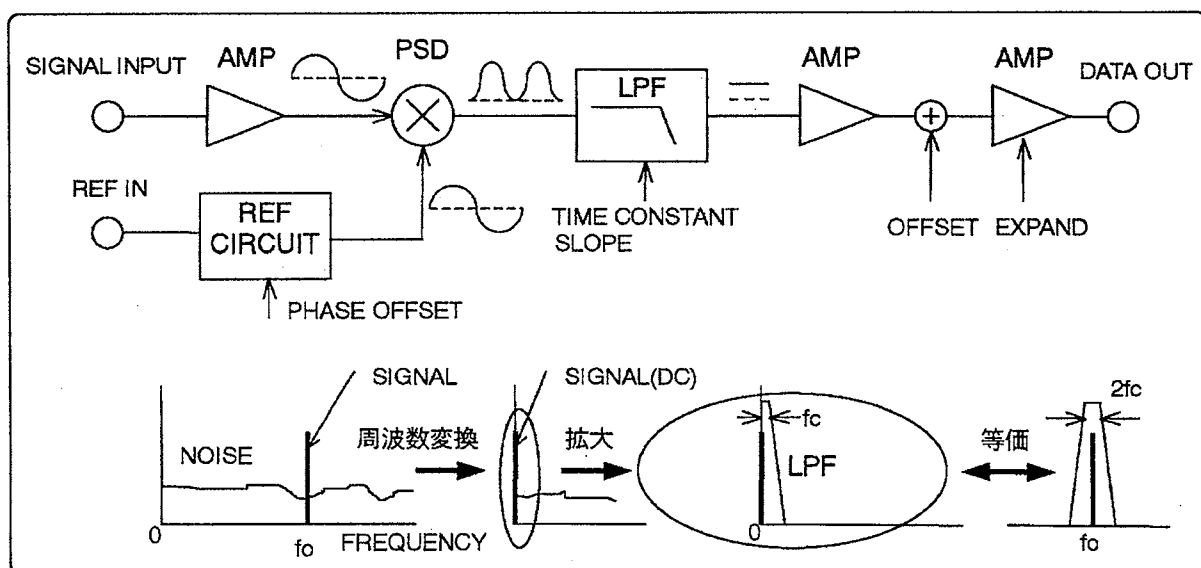 AMP
PSD
AMP
AMP
SIGNAL INPUT
DATA OUT
LPF
REF IN
REF
CIRCUIT
TIME CONSTANT
SLOPE
OFFSET
EXPAND
PHASE OFFSET
SIGNAL
SIGNAL(DC)
2fc
fc
NOISE
周波数変換
拡大
LPF
等価
0
fo
FREQUENCY
0
fo